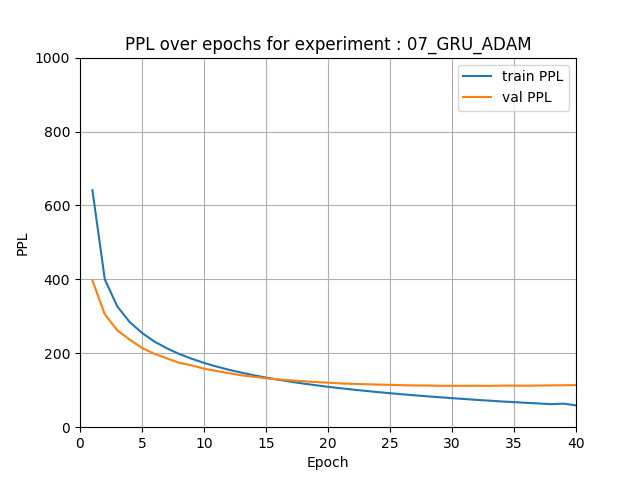 PPL over epochs for experiment : 07_GRU_ADAM
1000
800
600
400
200
0
PPL
train PPL
val PPL
0 5 10 15 20 25 30 35 40
Epoch